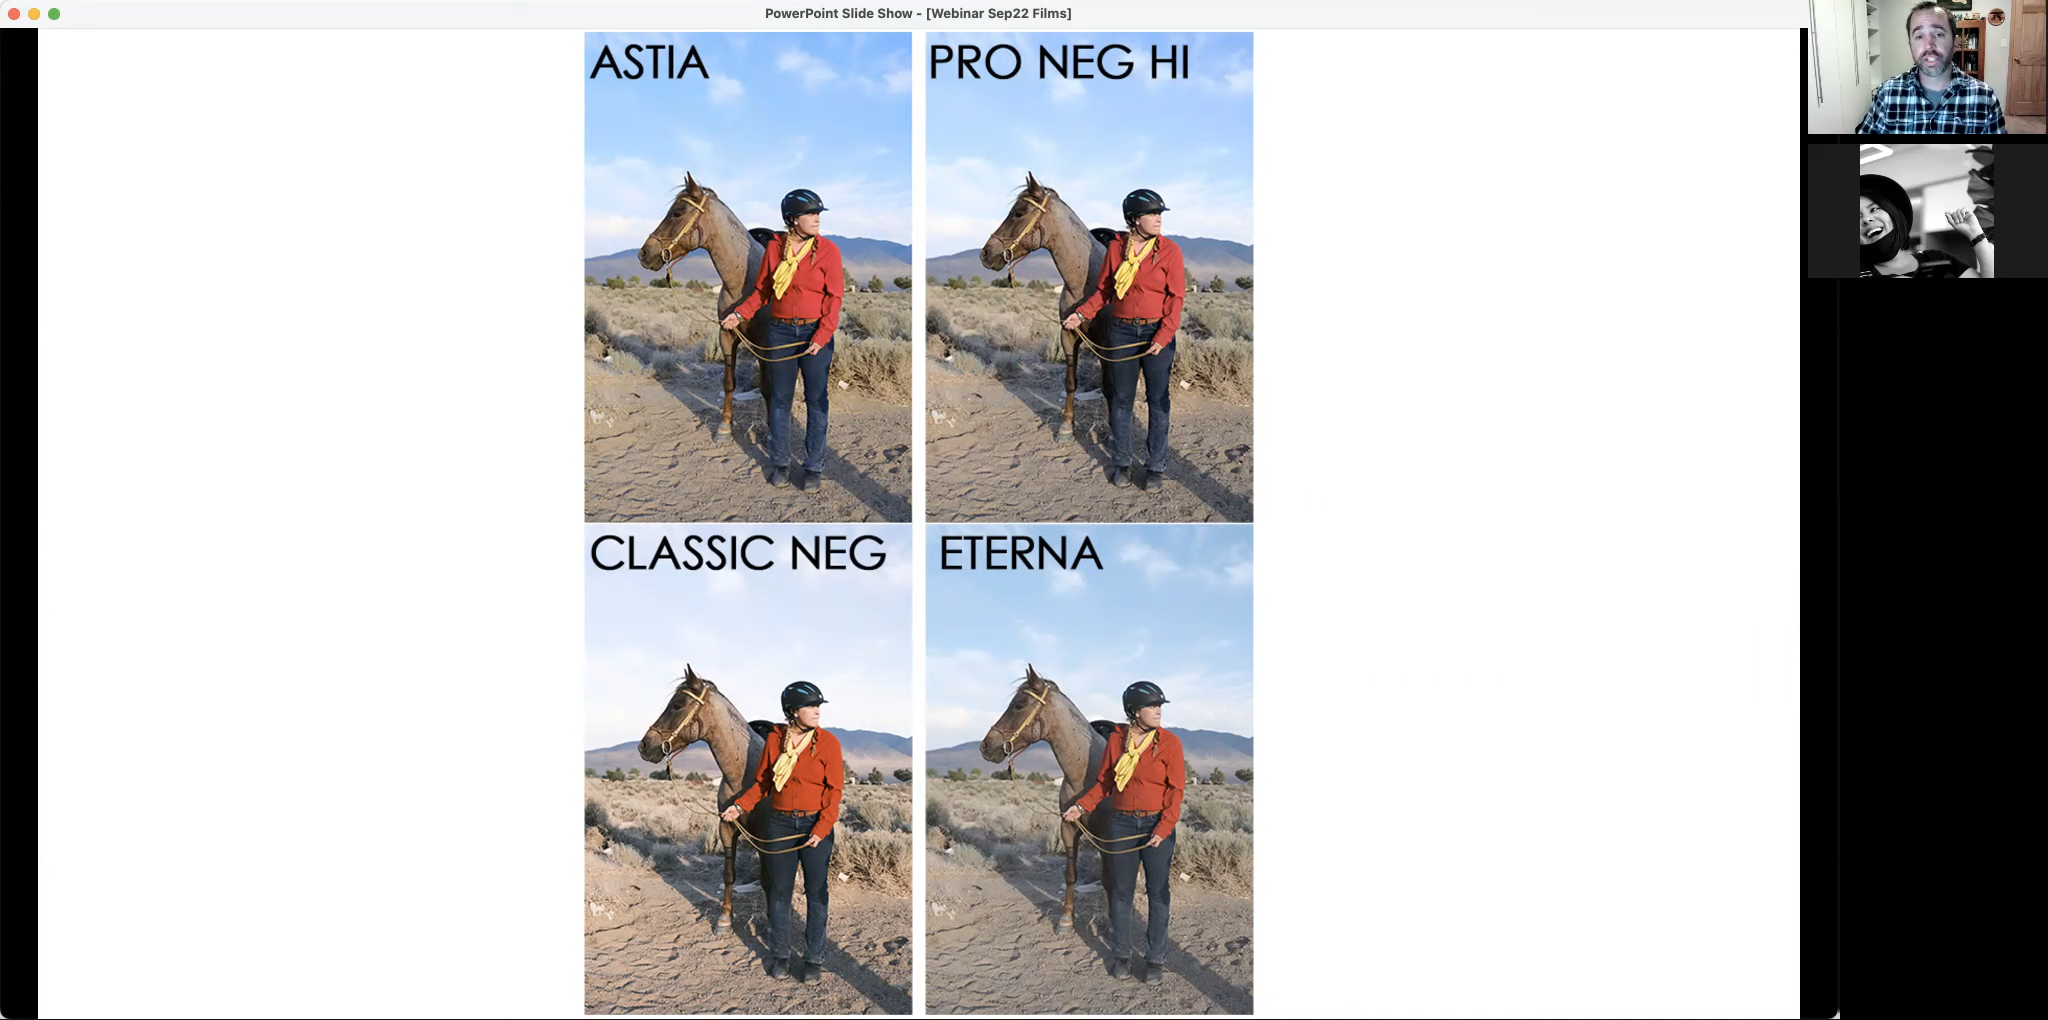 PowerPoint Slide Show - [Webinar Sep22 Films]
ASTIA
PRO NEG HI
CLASSIC NEG
ETERNA